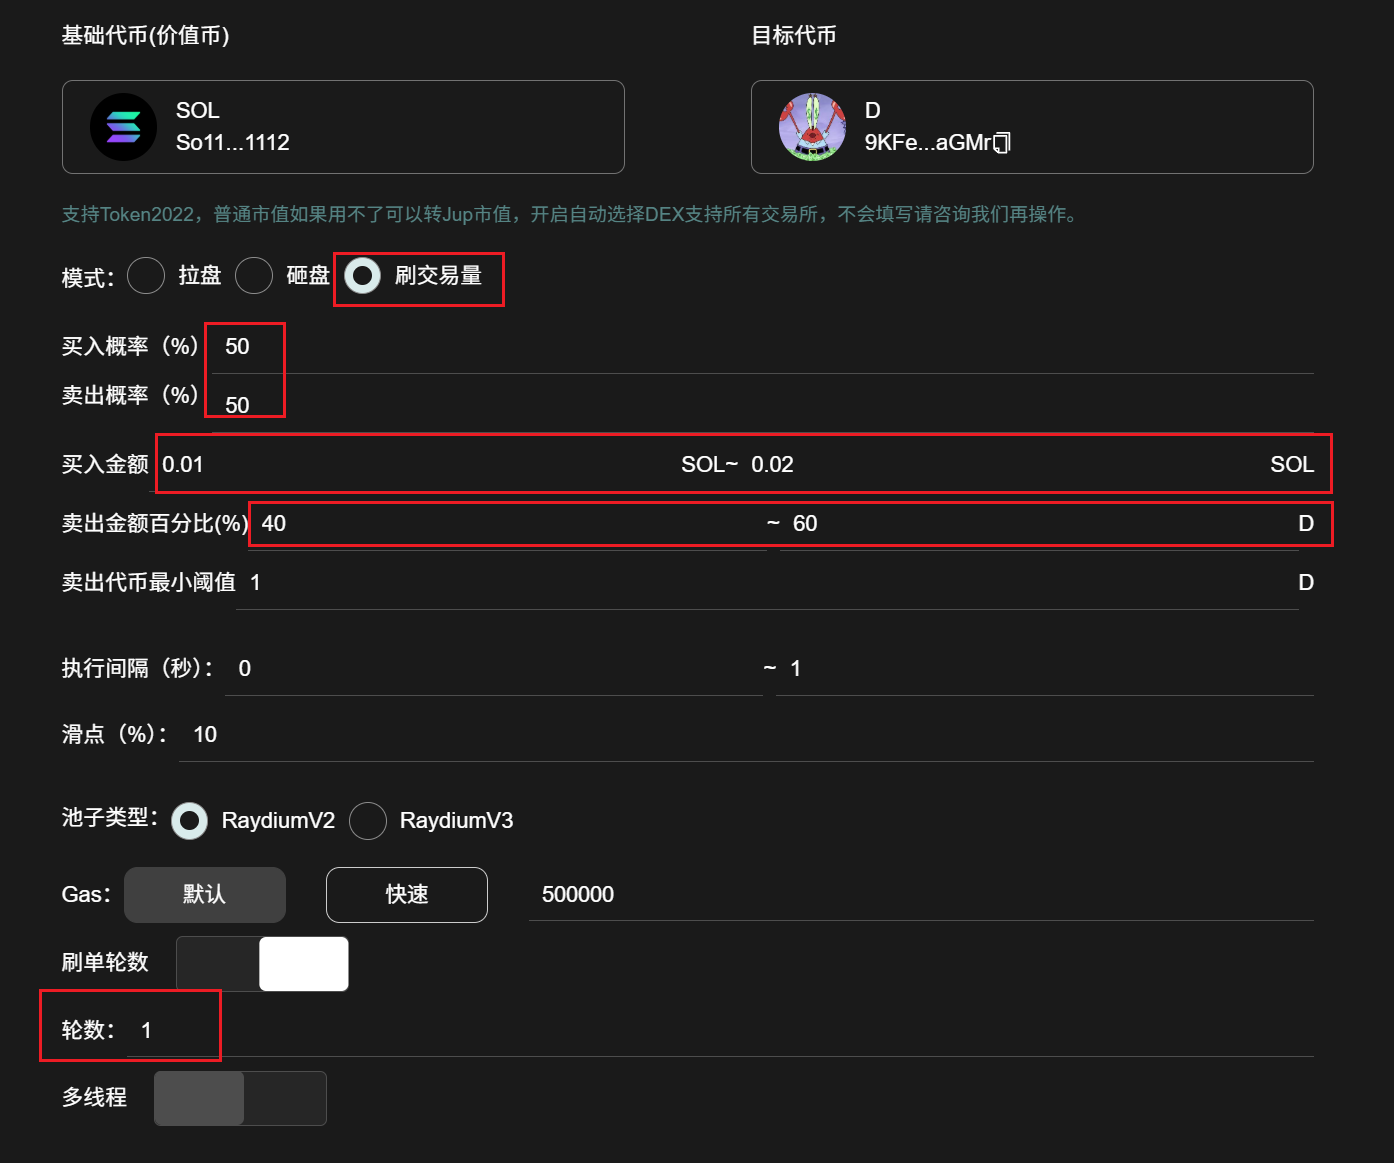 基础代币(价值币)
目标代币
SOL
So11...1112
D
9KFe...aGMr
支持Token2022，普通市值如果用不了可以转Jup市值，开启自动选择DEX支持所有交易所，不会填写请咨询我们再操作。
模式： 拉盘 砸盘 刷交易量
买入概率（%） 50
卖出概率（%） 50
买入金额 0.01 SOL~ 0.02 SOL
卖出金额百分比(%) 40 ~ 60 D
卖出代币最小阈值 1 D
执行间隔（秒）： 0 ~ 1
滑点（%）： 10
池子类型： RaydiumV2 RaydiumV3
Gas： 默认 快速 500000
刷单轮数
轮数： 1
多线程